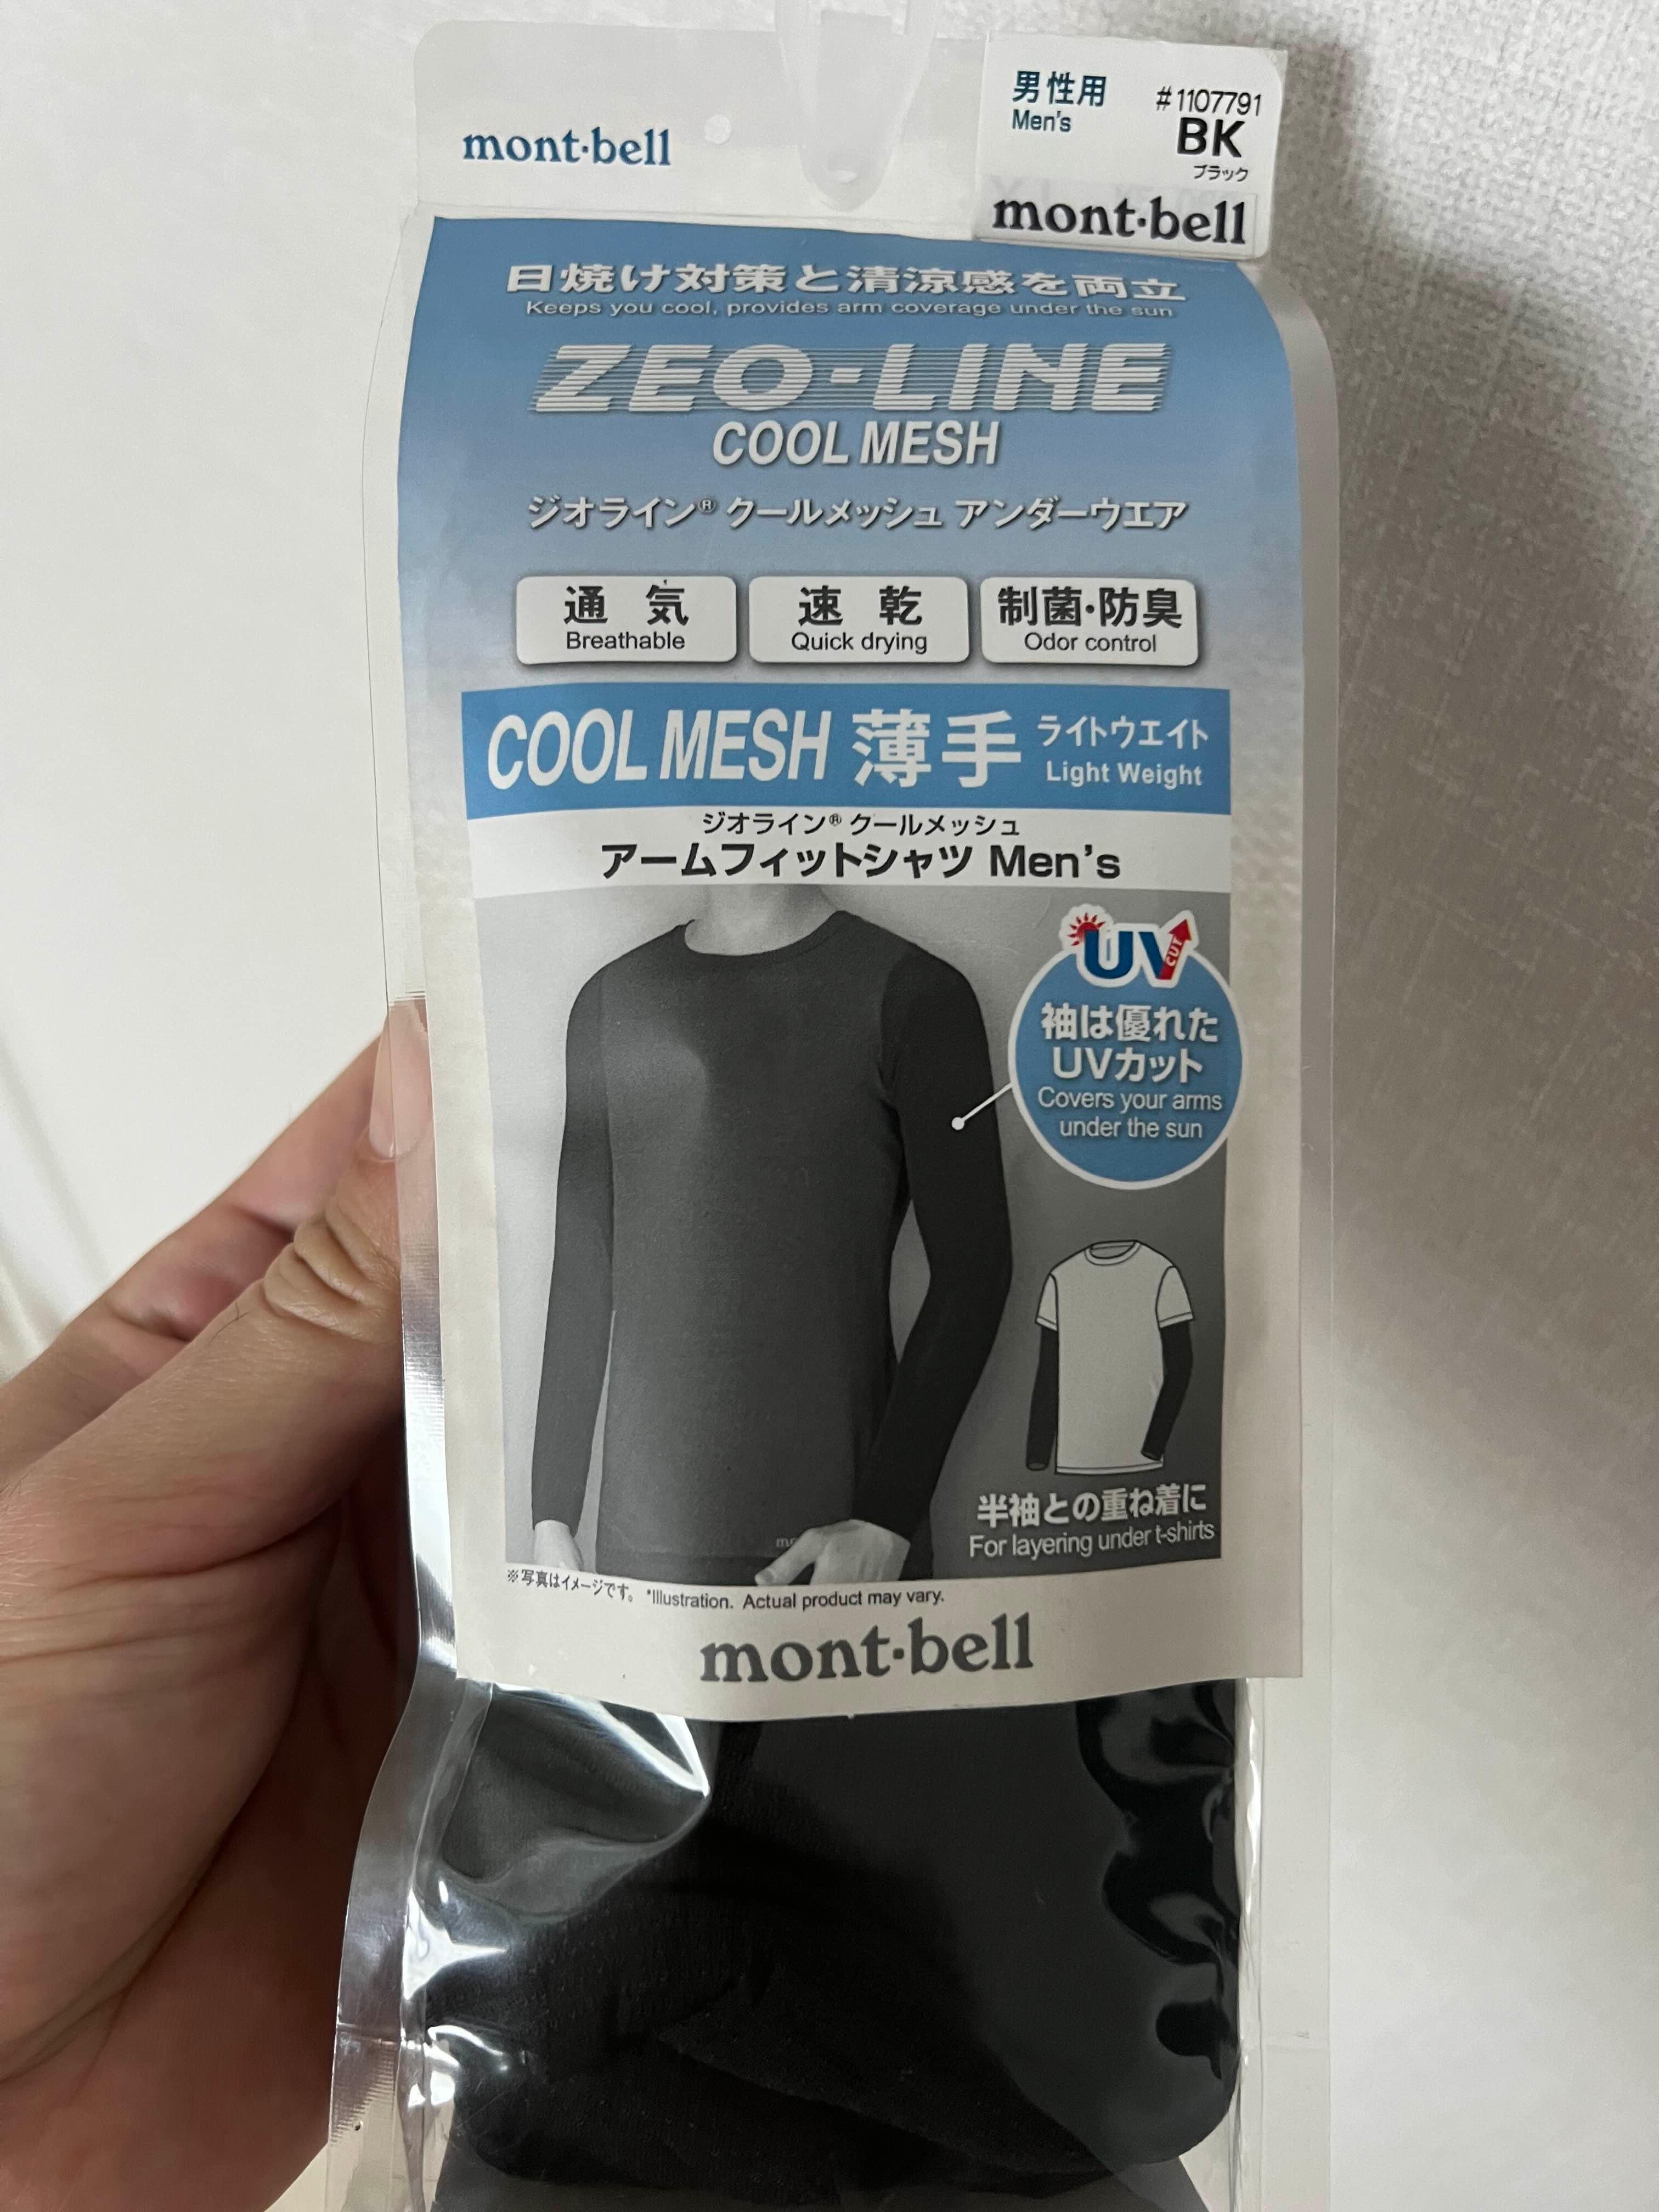 mont·bell
男性用
Men's
#1107791
BK
ブラック
mont·bell
日焼け対策と清涼感を両立
Keeps you cool, provides arm coverage under the sun
ZEO-LINE
COOL MESH
ジオライン® クールメッシュ アンダーウエア
通気
Breathable
速乾
Quick drying
制菌・防臭
Odor control
COOL MESH 薄手 ライトウエイト
Light Weight
ジオライン® クールメッシュ
アームフィットシャツ Men's
UV CUT
袖は優れた
UVカット
Covers your arms
under the sun
半袖との重ね着に
For layering under t-shirts
※写真はイメージです。 *Illustration. Actual product may vary.
mont·bell